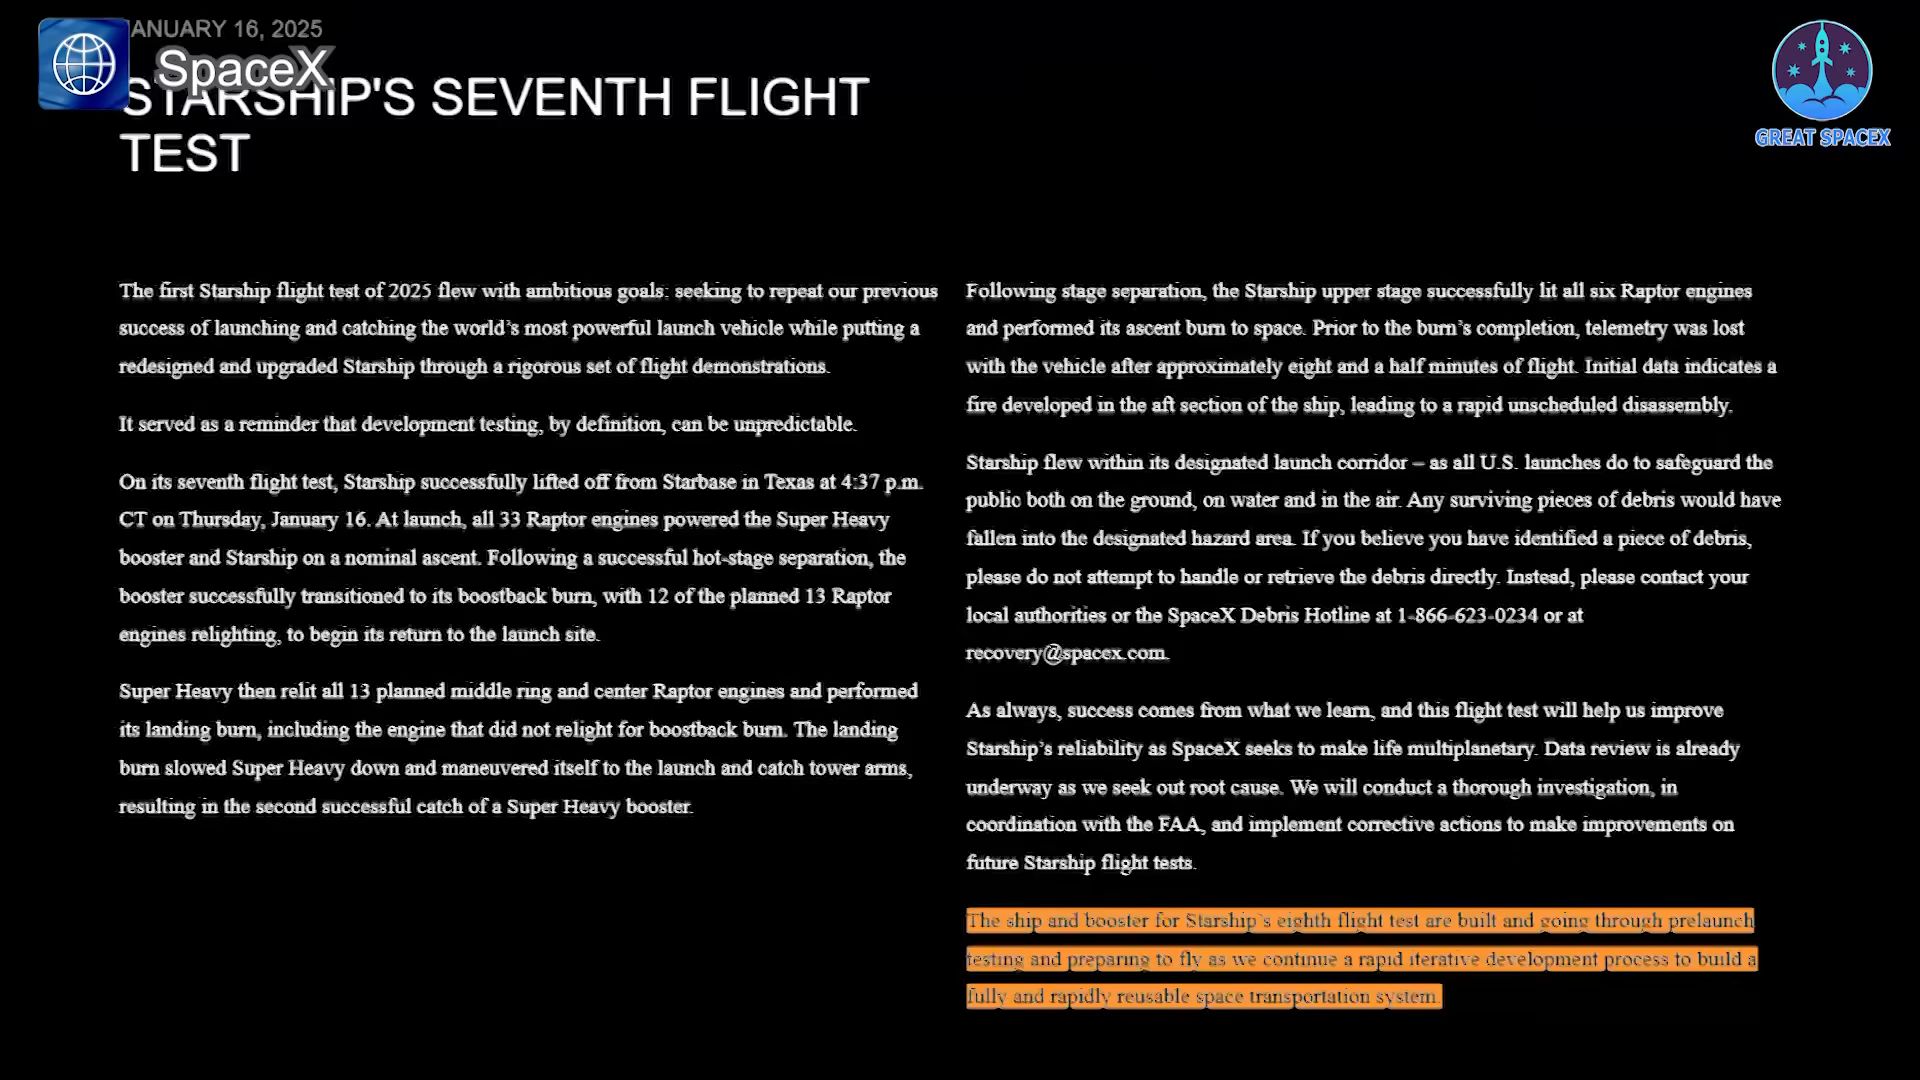 ANUARY 16, 2025
SpaceX
STARSHIP'S SEVENTH FLIGHT
TEST
GREAT SPACEX
The first Starship flight test of 2025 flew with ambitious goals: seeking to repeat our previous
success of launching and catching the world’s most powerful launch vehicle while putting a
redesigned and upgraded Starship through a rigorous set of flight demonstrations.
It served as a reminder that development testing, by definition, can be unpredictable.
On its seventh flight test, Starship successfully lifted off from Starbase in Texas at 4:37 p.m.
CT on Thursday, January 16. At launch, all 33 Raptor engines powered the Super Heavy
booster and Starship on a nominal ascent. Following a successful hot-stage separation, the
booster successfully transitioned to its boostback burn, with 12 of the planned 13 Raptor
engines relighting, to begin its return to the launch site.
Super Heavy then relit all 13 planned middle ring and center Raptor engines and performed
its landing burn, including the engine that did not relight for boostback burn. The landing
burn slowed Super Heavy down and maneuvered itself to the launch and catch tower arms,
resulting in the second successful catch of a Super Heavy booster.
Following stage separation, the Starship upper stage successfully lit all six Raptor engines
and performed its ascent burn to space. Prior to the burn’s completion, telemetry was lost
with the vehicle after approximately eight and a half minutes of flight. Initial data indicates a
fire developed in the aft section of the ship, leading to a rapid unscheduled disassembly.
Starship flew within its designated launch corridor – as all U.S. launches do to safeguard the
public both on the ground, on water and in the air. Any surviving pieces of debris would have
fallen into the designated hazard area. If you believe you have identified a piece of debris,
please do not attempt to handle or retrieve the debris directly. Instead, please contact your
local authorities or the SpaceX Debris Hotline at 1-866-623-0234 or at
recovery@spacex.com.
As always, success comes from what we learn, and this flight test will help us improve
Starship’s reliability as SpaceX seeks to make life multiplanetary. Data review is already
underway as we seek out root cause. We will conduct a thorough investigation, in
coordination with the FAA, and implement corrective actions to make improvements on
future Starship flight tests.
The ship and booster for Starship’s eighth flight test are built and going through prelaunch
testing and preparing to fly as we continue a rapid iterative development process to build a
fully and rapidly reusable space transportation system.